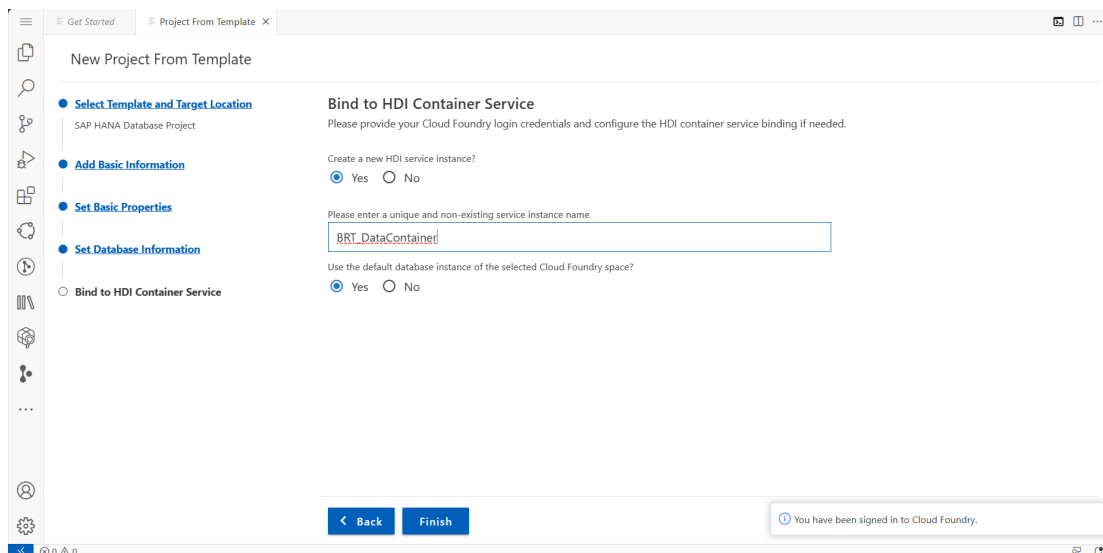 Get Started
Project From Template
New Project From Template
Select Template and Target Location
SAP HANA Database Project
Add Basic Information
Set Basic Properties
Set Database Information
Bind to HDI Container Service
Bind to HDI Container Service
Please provide your Cloud Foundry login credentials and configure the HDI container service binding if needed.
Create a new HDI service instance?
Yes No
Please enter a unique and non-existing service instance name
BRT_DataContainer
Use the default database instance of the selected Cloud Foundry space?
Yes No
Back Finish
You have been signed in to Cloud Foundry.
0 0